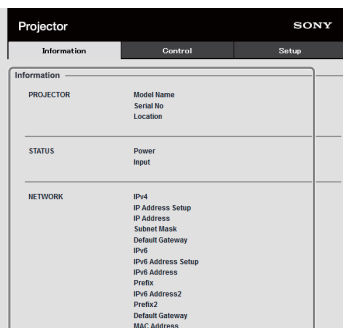 Projector SONY
Information Control Setup
Information
PROJECTOR Model Name
Serial No
Location
STATUS Power
Input
NETWORK IPv4
IP Address Setup
IP Address
Subnet Mask
Default Gateway
IPv6
IPv6 Address Setup
IPv6 Address
Prefix
IPv6 Address2
Prefix2
Default Gateway
MAC Address